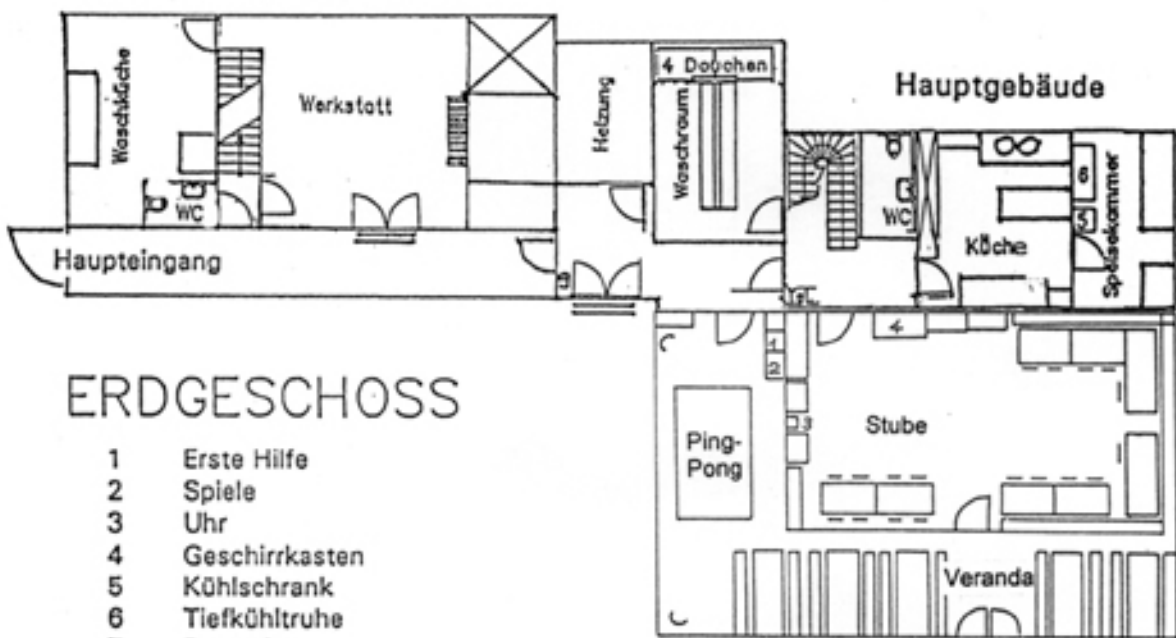 Hauptgebäude
4 Douchen
Waschküche
Werkstatt
Heizung
Waschraum
WC
WC
Küche
Speisekammer
6
5
Haupteingang
1
2
3
4
Stube
Ping-
Pong
Veranda
ERDGESCHOSS
1 Erste Hilfe
2 Spiele
3 Uhr
4 Geschirrkasten
5 Kühlschrank
6 Tiefkühltruhe